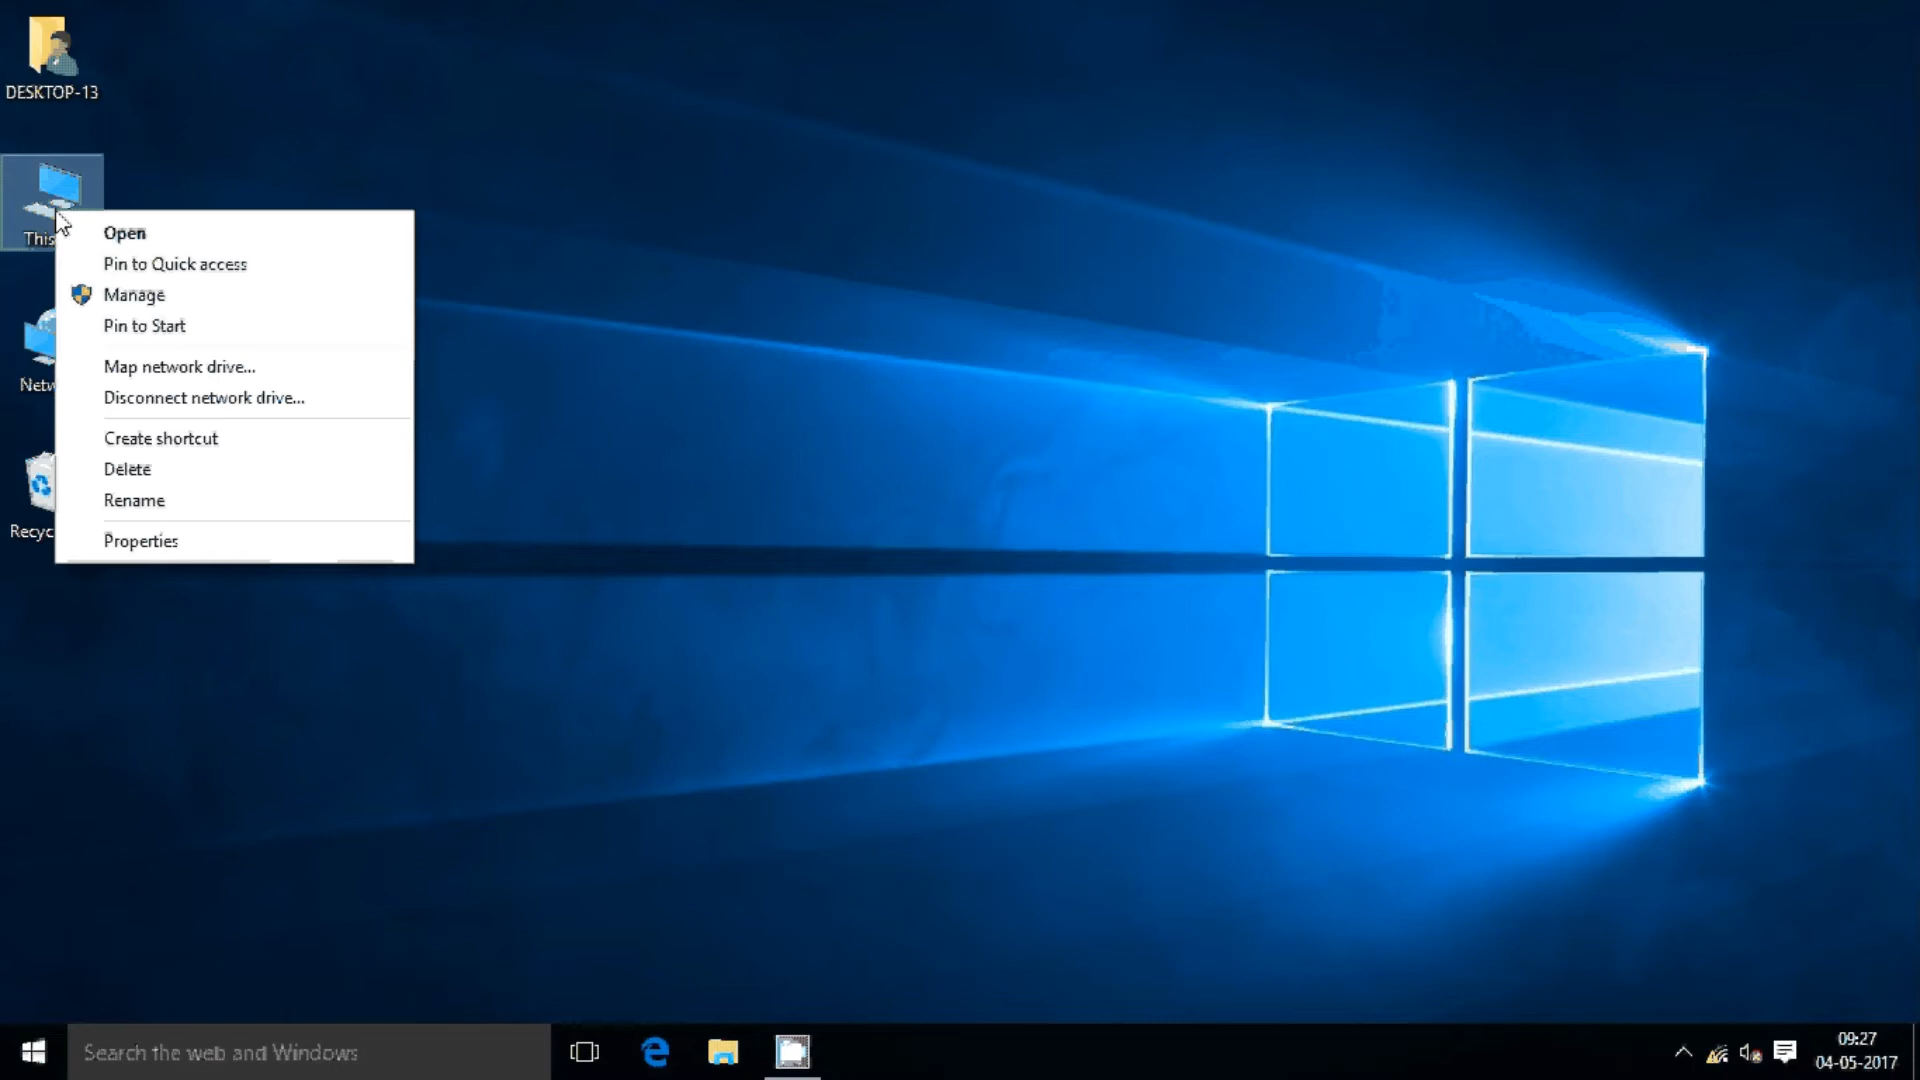 DESKTOP-13
This
Open
Pin to Quick access
Manage
Pin to Start
Netw
Map network drive...
Disconnect network drive...
Create shortcut
Delete
Rename
Recyc
Properties
Search the web and Windows
09:27
04-05-2017